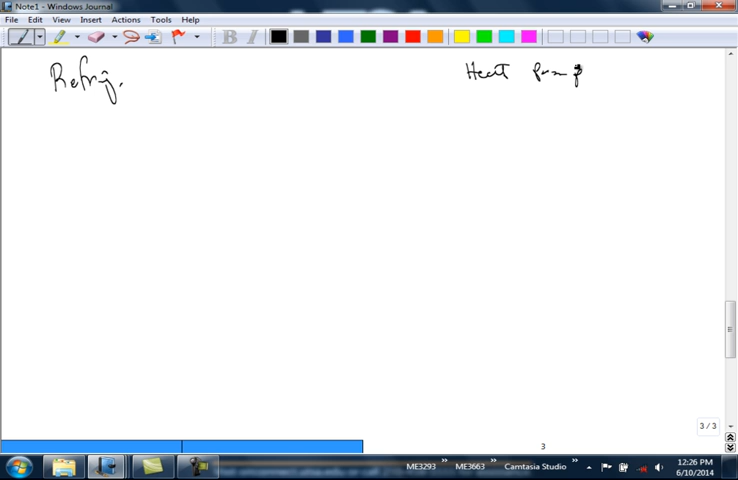 Note1 - Windows Journal
File Edit View Insert Actions Tools Help
B I
Refrig. Heat Pump
3 / 3
3
ME3293 » ME3663 » Camtasia Studio »
12:26 PM
6/10/2014